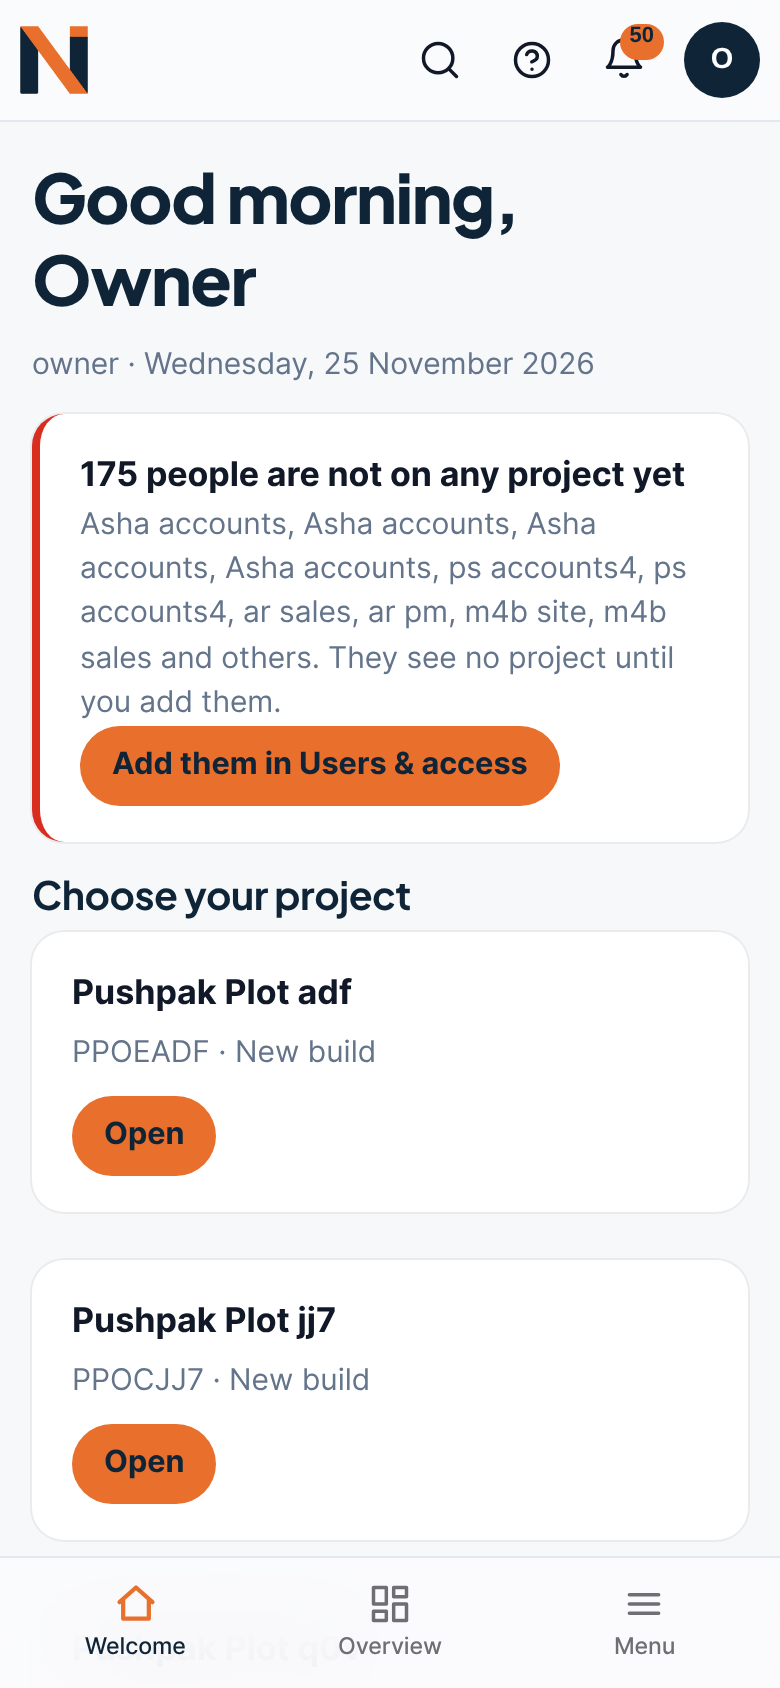 N
50
O
Good morning,
Owner
owner · Wednesday, 25 November 2026
175 people are not on any project yet
Asha accounts, Asha accounts, Asha
accounts, Asha accounts, ps accounts4, ps
accounts4, ar sales, ar pm, m4b site, m4b
sales and others. They see no project until
you add them.
Add them in Users & access
Choose your project
Pushpak Plot adf
PPOEADF · New build
Open
Pushpak Plot jj7
PPOCJJ7 · New build
Open
Welcome
Overview
Menu